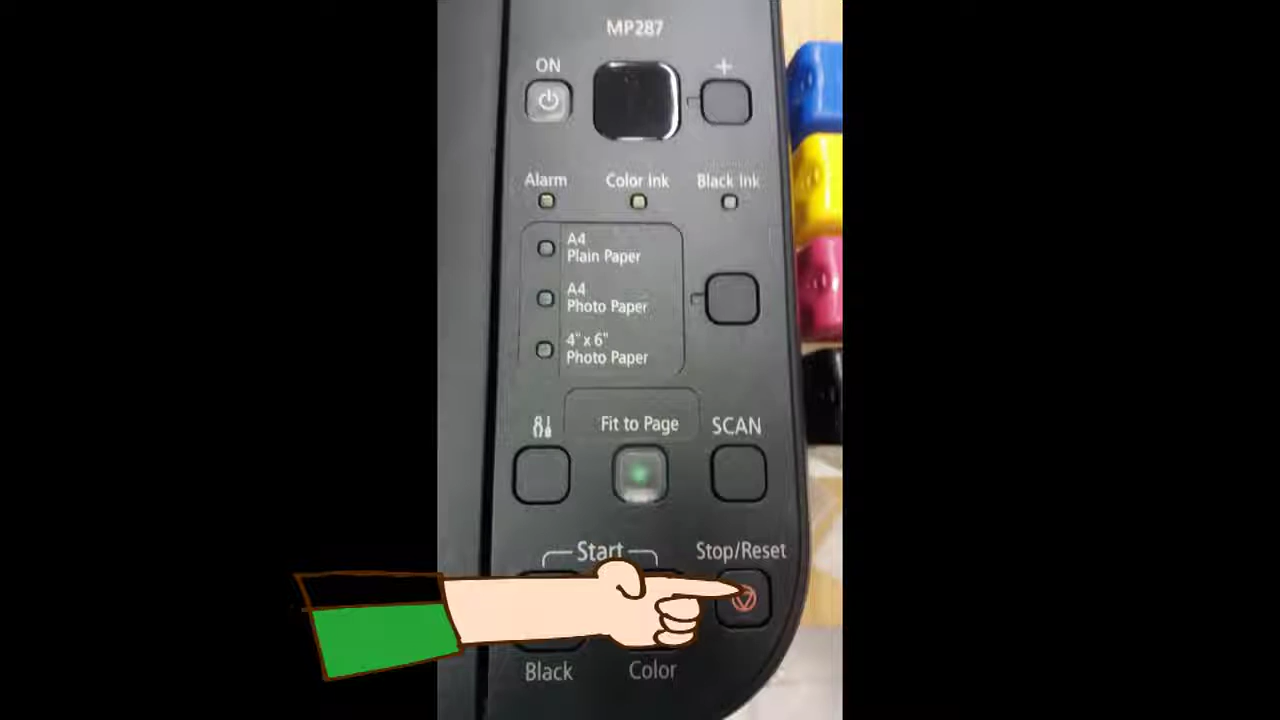 MP287
ON
+
Alarm
Color Ink
Black Ink
A4
Plain Paper
A4
Photo Paper
4" x 6"
Photo Paper
Fit to Page
SCAN
Start
Stop/Reset
Black
Color